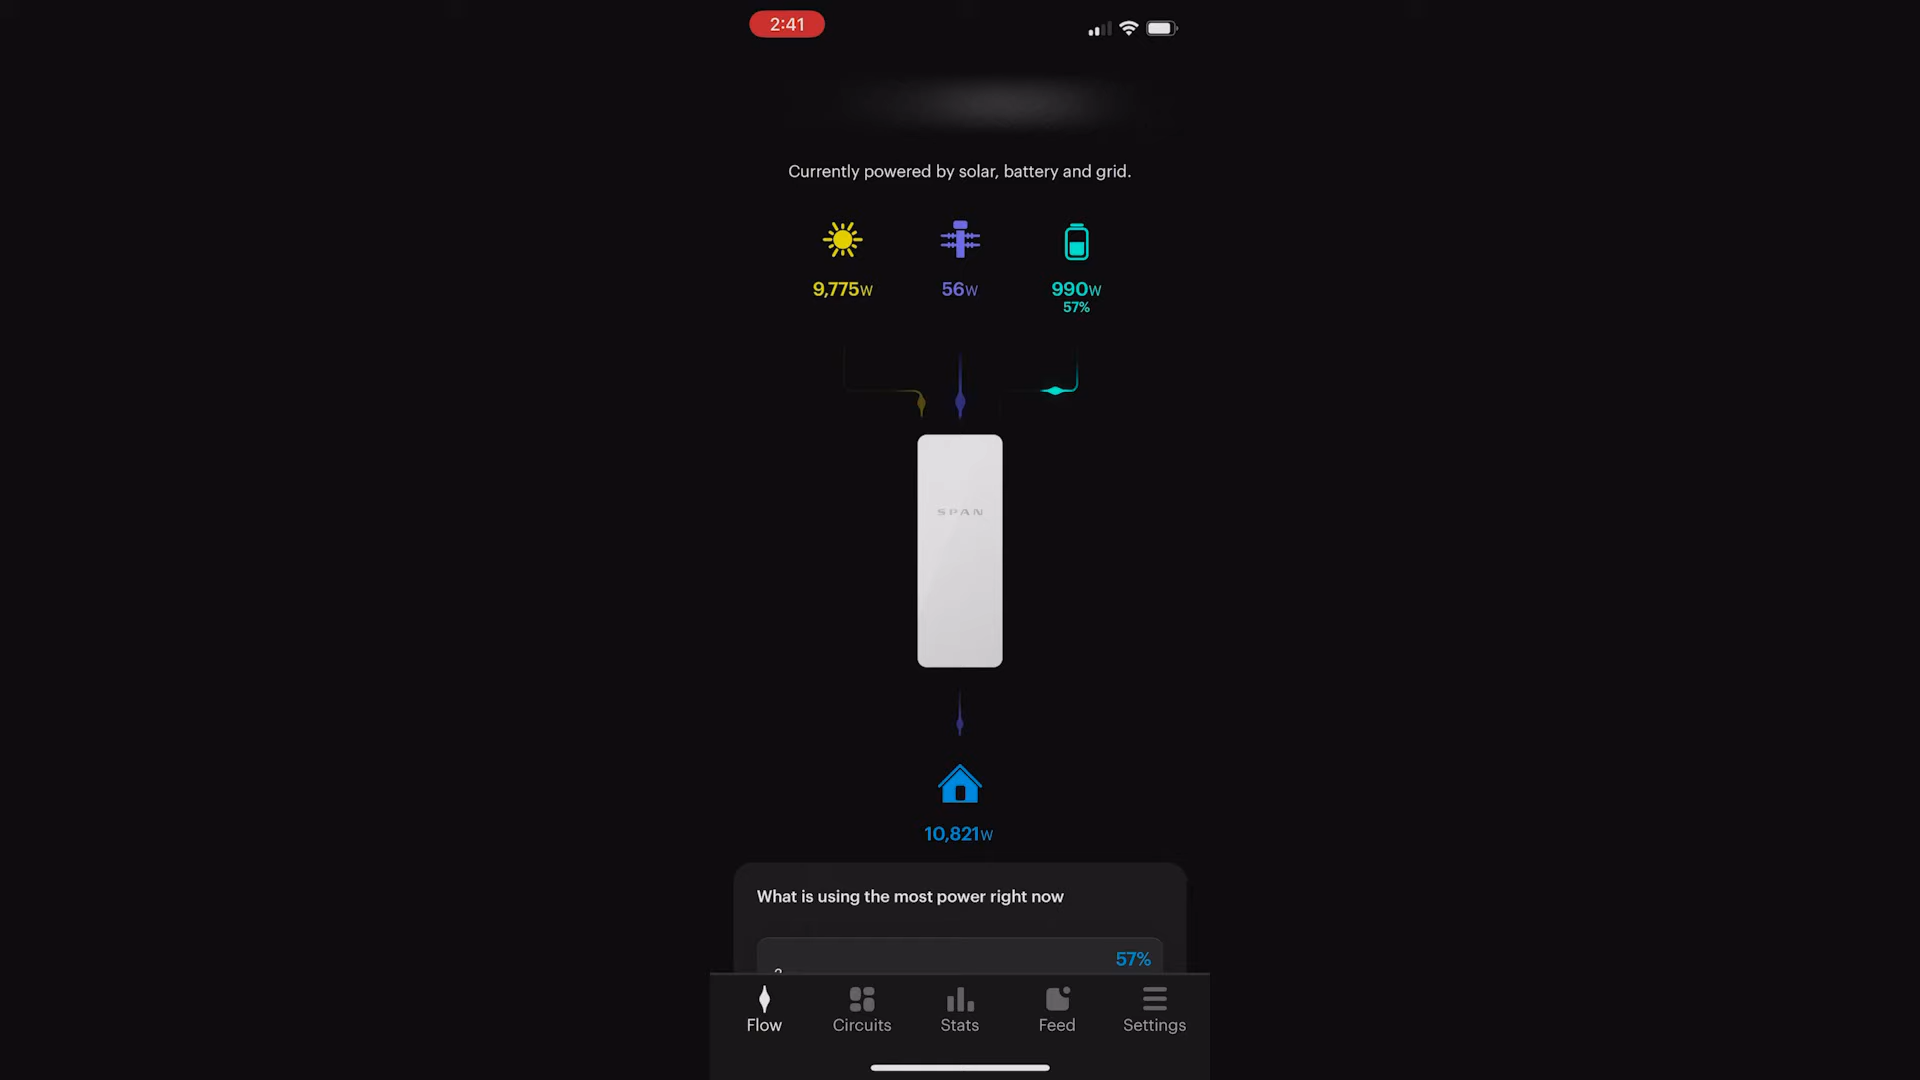 2:41
Currently powered by solar, battery and grid.
9,775W
56W
990W
57%
SPAN
10,821W
What is using the most power right now
57%
Flow
Circuits
Stats
Feed
Settings